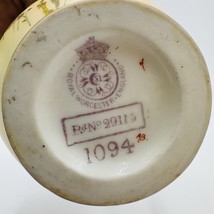 ROYAL WORCESTER ENGLAND
Rd No 29115
1094